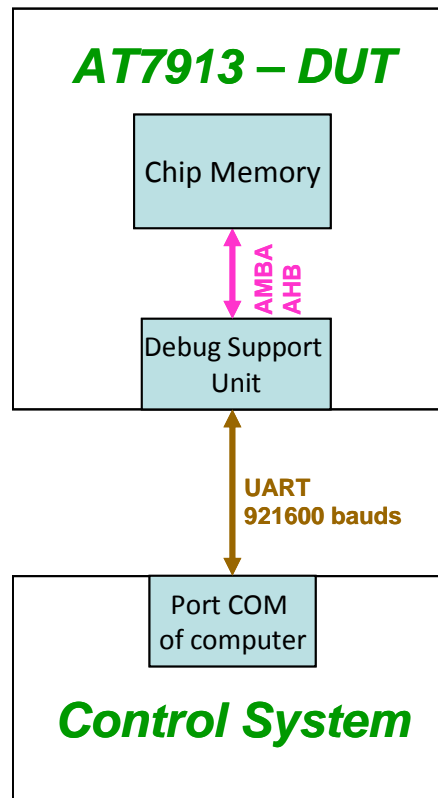 AT7913 – DUT
Chip Memory
AMBA
AHB
Debug Support
Unit
UART
921600 bauds
Port COM
of computer
Control System